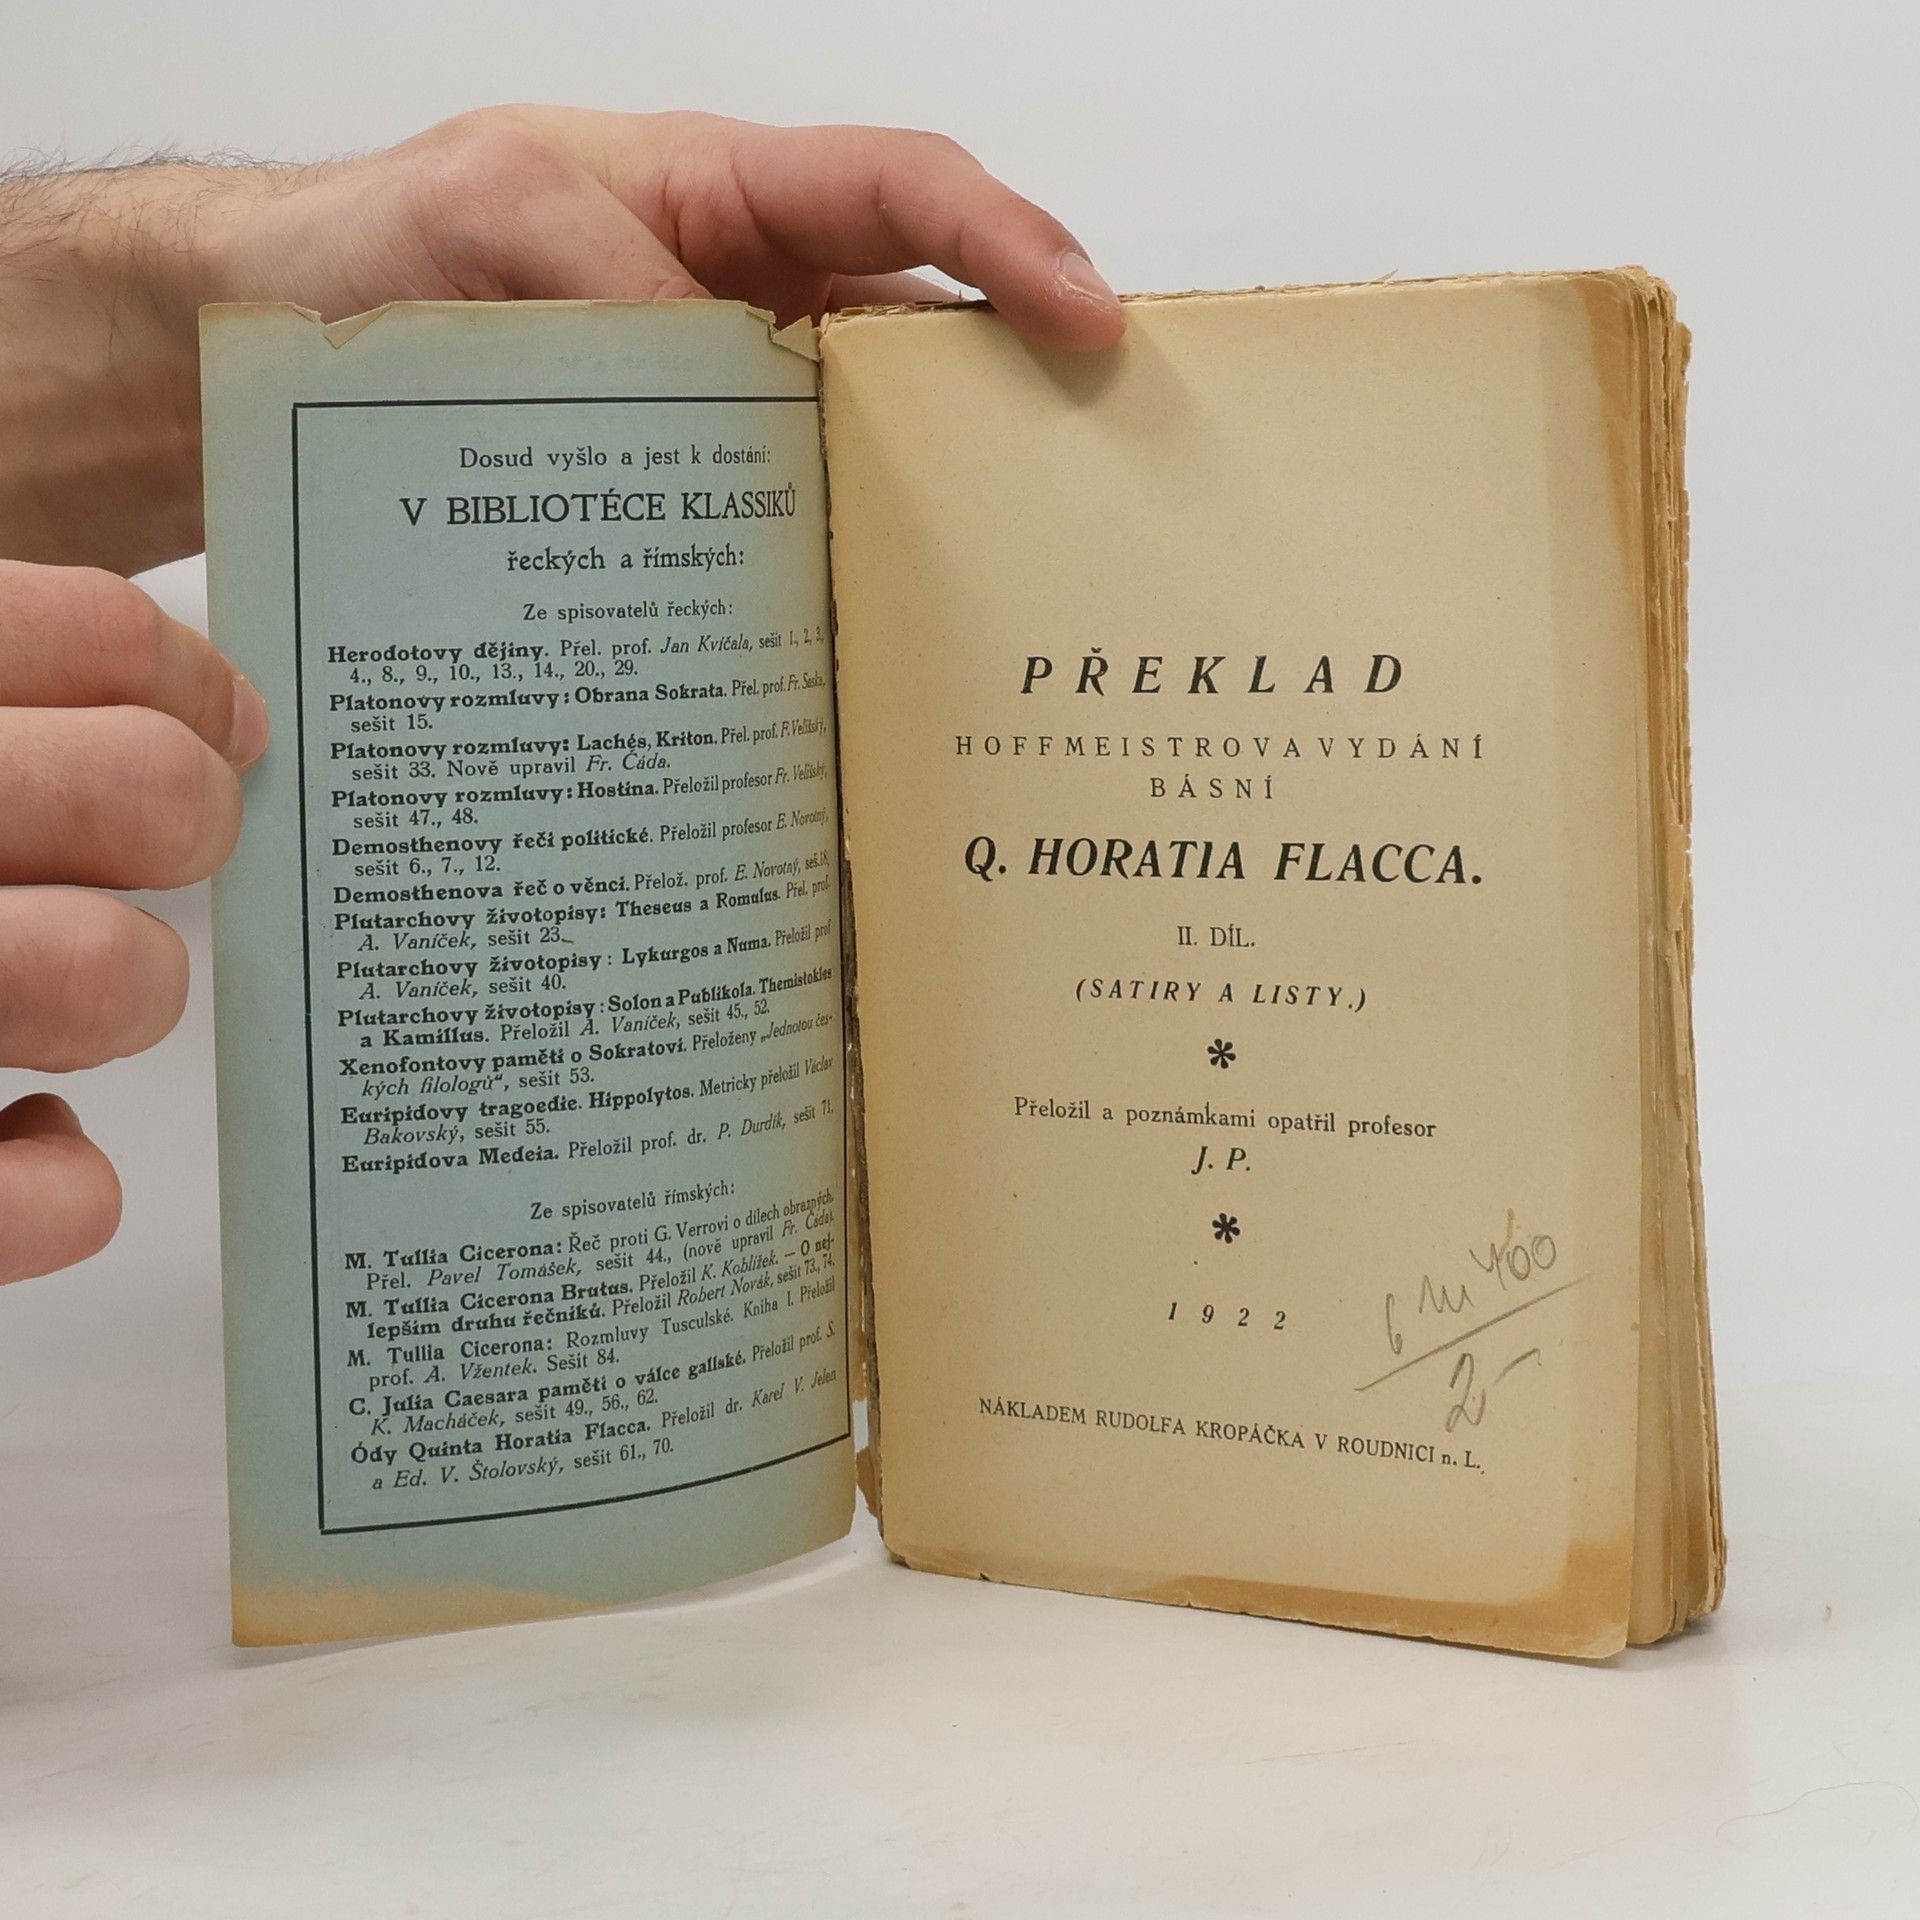 Dosud vyšlo a jest k dostání:
V BIBLIOTÉCE KLASSIKŮ
řeckých a římských:
Ze spisovatelů řeckých:
Herodotovy dějiny. Přel. prof. Jan Kvíčala, sešit 1., 2., 3.,
4., 8., 9., 10., 13., 14., 20., 29.
Platonovy rozmluvy: Obrana Sokrata. Přel. prof. Fr.
sešit 15.
Platonovy rozmluvy: Lachés, Kriton. Přel. prof. F. Velišský,
sešit 33. Nově upravil Fr. Čáda.
Platonovy rozmluvy: Hostina. Přeložil profesor Fr. Velišský,
sešit 47., 48.
Demosthenovy řeči politické. Přeložil profesor E. Novotný,
sešit 6., 7., 12.
Demosthenova řeč o věnci. Přelož. prof. E. Novotný, seš. 18.
Plutarchovy životopisy: Theseus a Romulus. Přel. prof.
A. Vaníček, sešit 23.
Plutarchovy životopisy: Lykurgos a Numa. Přeložil prof
A. Vaníček, sešit 40.
Plutarchovy životopisy: Solon a Publikola. Themistokles
a Kamillus. Přeložil A. Vaníček, sešit 45., 52.
Xenofontovy paměti o Sokratovi. Přeloženy „Jednotou čes-
kých filologů“, sešit 53.
Euripidovy tragoedie. Hippolytos. Metricky přeložil Václav
Bakovský, sešit 55.
Euripidova Medeia. Přeložil prof. dr. P. Durdík, sešit 71.
Ze spisovatelů římských:
M. Tullia Cicerona: Řeč proti G. Verrovi o dílech obrazných.
Přel. Pavel Tomášek, sešit 44., (nově upravil Fr. Čáda).
M. Tullia Cicerona Brutus. Přeložil K. Koblížek. — O nej-
lepším druhu řečníků. Přeložil Robert Novák, sešit 73., 74.
M. Tullia Cicerona: Rozmluvy Tusculské. Kniha I. Přeložil
prof. A. Vžentek. Sešit 84.
C. Julia Caesara paměti o válce gallské. Přeložil prof. S.
K. Macháček, sešit 49., 56., 62.
Ódy Quinta Horatia Flacca. Přeložil dr. Karel V. Jelen
a Ed. V. Štolovský, sešit 61., 70.
PŘEKLAD
HOFFMEISTROVA VYDÁNÍ
BÁSNÍ
Q. HORATIA FLACCA.
II. DÍL.
(SATIRY A LISTY.)
*
Přeložil a poznámkami opatřil profesor
J. P.
*
1922
NÁKLADEM RUDOLFA KROPÁČKA V ROUDNICI n. L.
2-